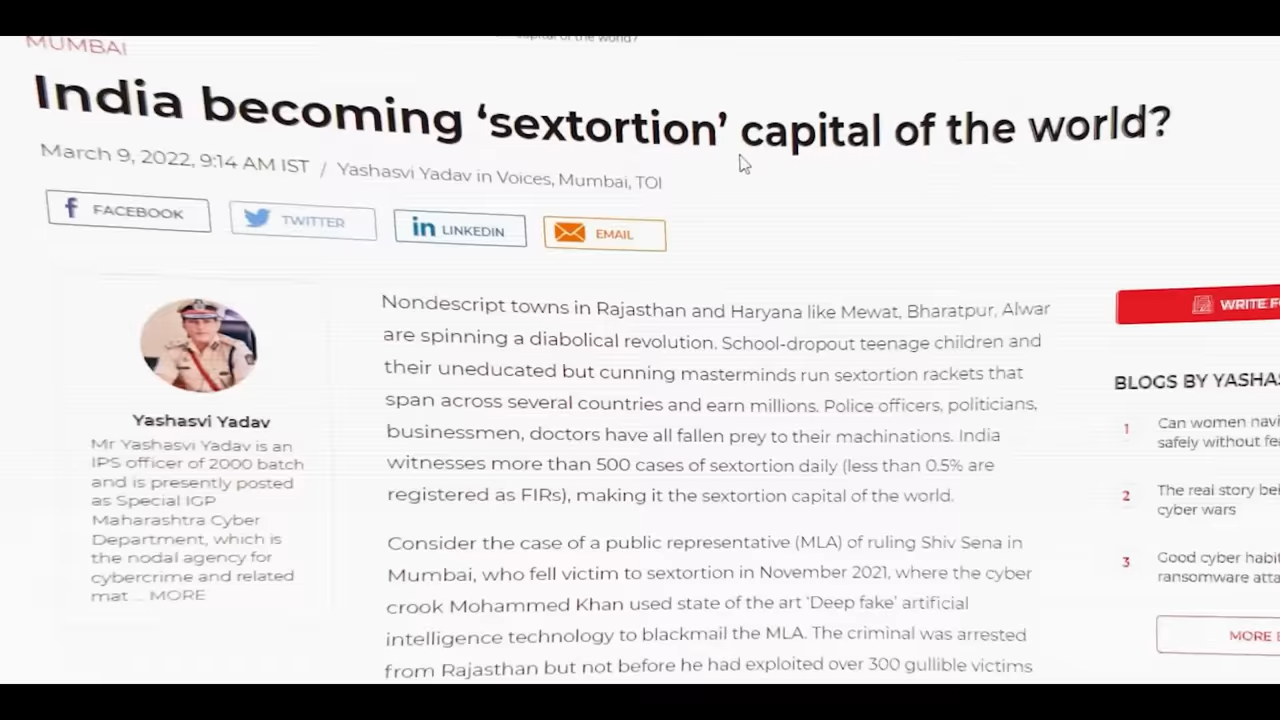 MUMBAI
capital of the world?
India becoming ‘sextortion’ capital of the world?
March 9, 2022, 9:14 AM IST / Yashasvi Yadav in Voices, Mumbai, TOI
FACEBOOK
TWITTER
LINKEDIN
EMAIL
Yashasvi Yadav
Mr Yashasvi Yadav is an
IPS officer of 2000 batch
and is presently posted
as Special IGP
Maharashtra Cyber
Department, which is
the nodal agency for
cybercrime and related
mat ... MORE
Nondescript towns in Rajasthan and Haryana like Mewat, Bharatpur, Alwar
are spinning a diabolical revolution. School-dropout teenage children and
their uneducated but cunning masterminds run sextortion rackets that
span across several countries and earn millions. Police officers, politicians,
businessmen, doctors have all fallen prey to their machinations. India
witnesses more than 500 cases of sextortion daily (less than 0.5% are
registered as FIRs), making it the sextortion capital of the world.
Consider the case of a public representative (MLA) of ruling Shiv Sena in
Mumbai, who fell victim to sextortion in November 2021, where the cyber
crook Mohammed Khan used state of the art ‘Deep fake’ artificial
intelligence technology to blackmail the MLA. The criminal was arrested
from Rajasthan but not before he had exploited over 300 gullible victims
WRITE
BLOGS BY
1 Can women
safely without
2 The real story
cyber wars
3 Good cyber
ransomware
MORE